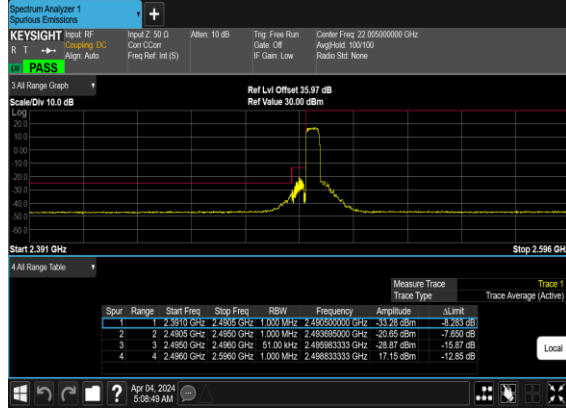 Spectrum Analyzer 1
Spurious Emissions
+
KEYSIGHT Input: RF Input Z: 50 Ω Atten: 10 dB Trig: Free Run Center Freq: 22.005000000 GHz
R T Coupling: DC Corr CCorr Gate: Off Avg|Hold: 100/100
Align: Auto Freq Ref: Int (S) IF Gain: Low Radio Std: None
PASS
3 All Range Graph
Ref Lvl Offset 35.97 dB
Scale/Div 10.0 dB Ref Value 30.00 dBm
Log
20.0
10.0
0.00
-10.0
-20.0
-30.0
-40.0
-50.0
-60.0
Start 2.391 GHz Stop 2.596 GHz
4 All Range Table
Measure Trace Trace 1
Trace Type Trace Average (Active)
Spur Range Start Freq Stop Freq RBW Frequency Amplitude ΔLimit
1 1 2.3910 GHz 2.4905 GHz 1.000 MHz 2.490500000 GHz -33.28 dBm -8.283 dB
2 2 2.4905 GHz 2.4950 GHz 1.000 MHz 2.493695000 GHz -20.65 dBm -7.650 dB
3 3 2.4950 GHz 2.4960 GHz 51.00 kHz 2.495983333 GHz -28.87 dBm -15.87 dB
4 4 2.4960 GHz 2.5960 GHz 1.000 MHz 2.498833333 GHz 17.15 dBm -12.85 dB
Local
? Apr 04, 2024
5:08:49 AM